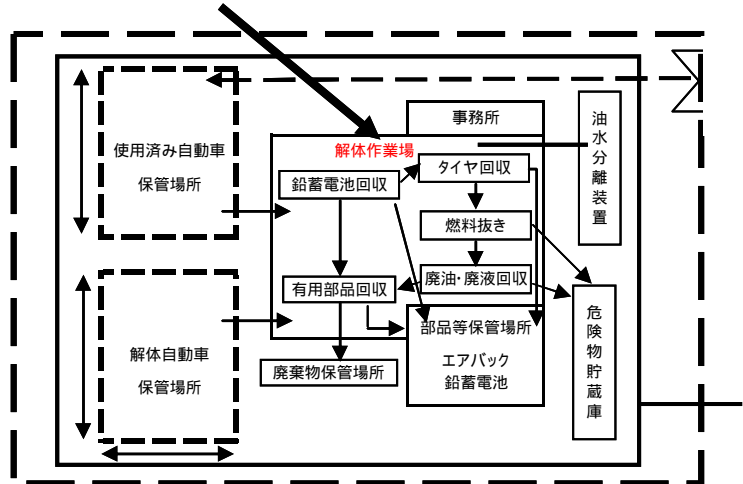 事務所
解体作業場
油水分離装置
使用済み自動車
保管場所
タイヤ回収
鉛蓄電池回収
燃料抜き
廃油・廃液回収
有用部品回収
部品等保管場所
エアバック
鉛蓄電池
危険物貯蔵庫
解体自動車
保管場所
廃棄物保管場所